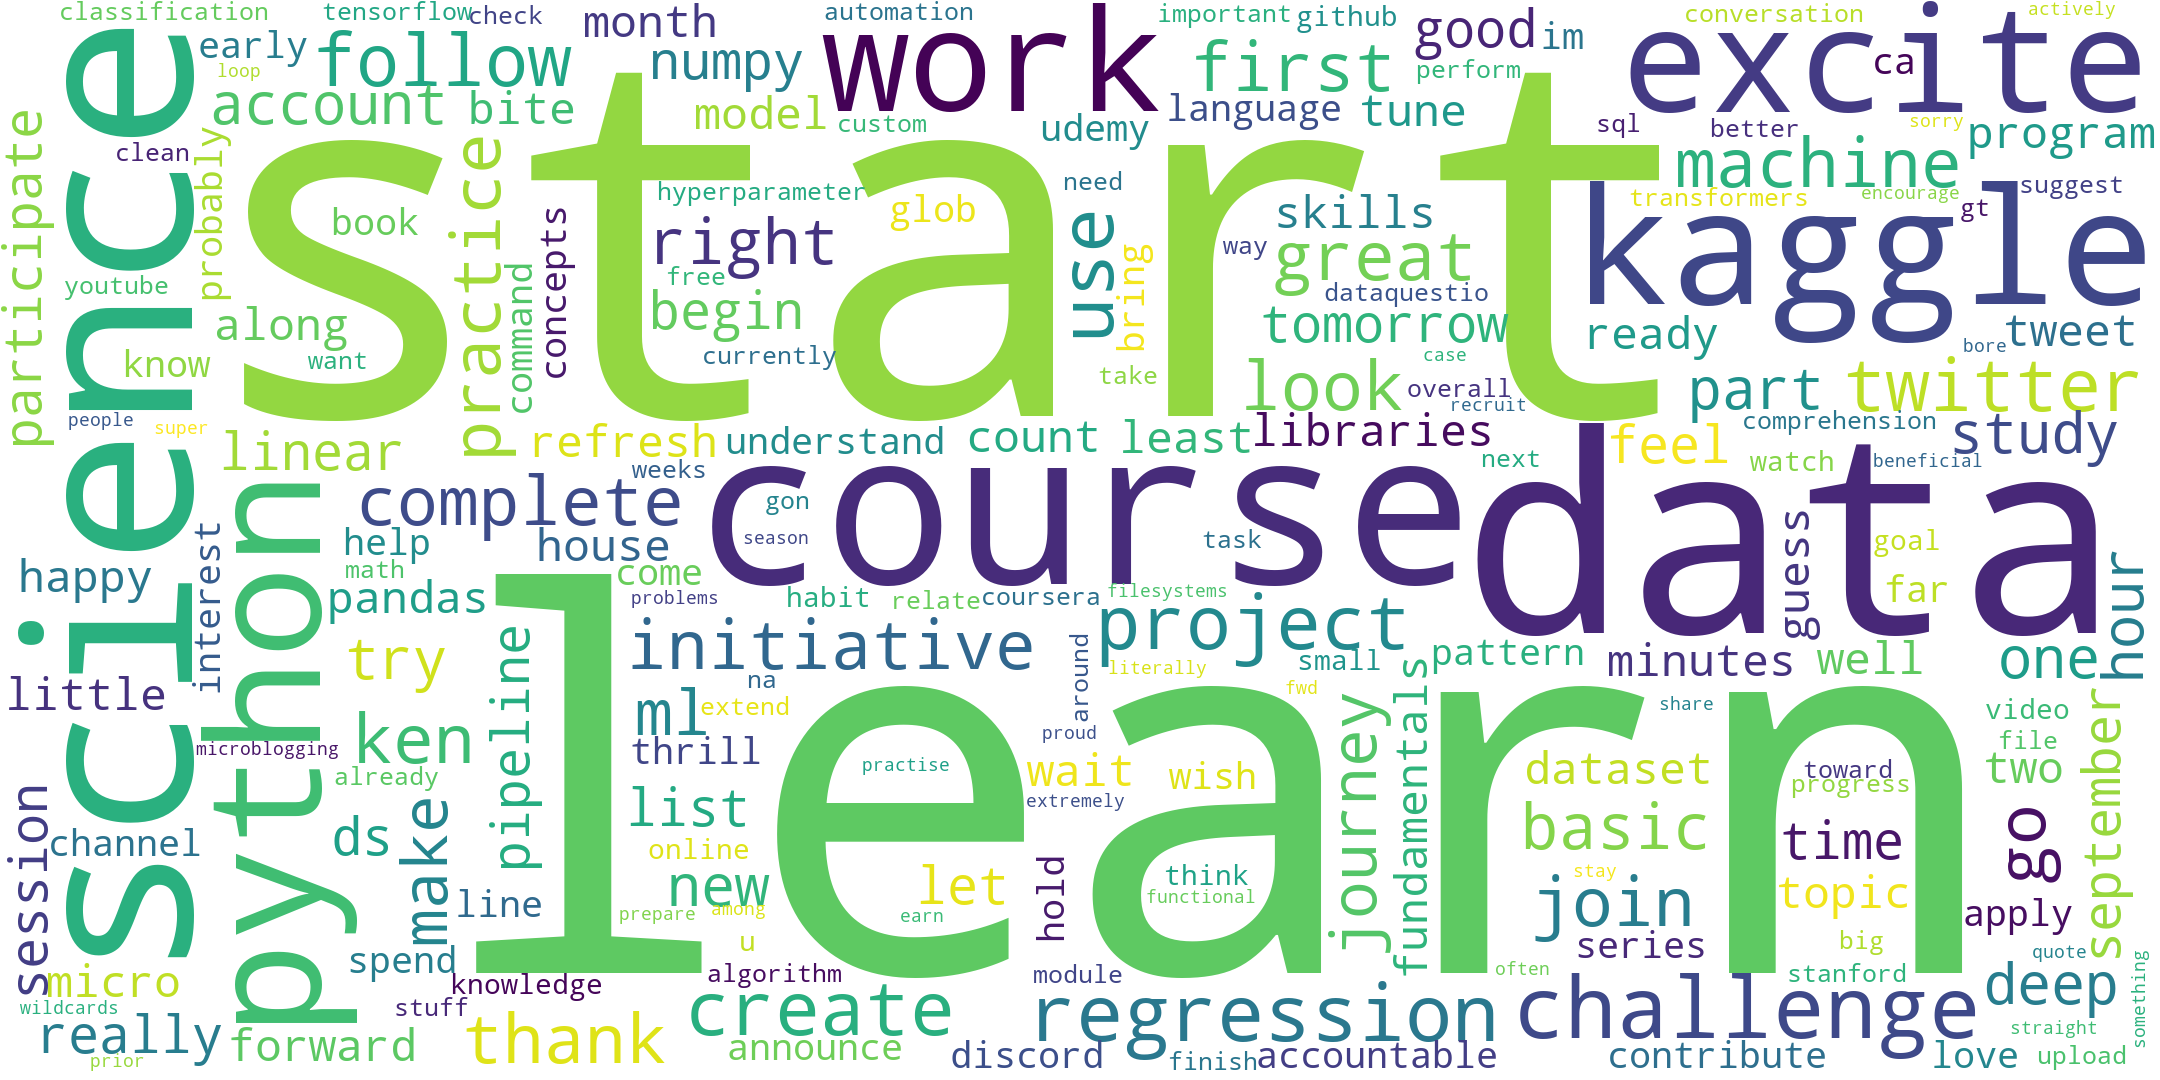 classification
tensorflow
check
month
automation
important
github
good
im
conversation
actively
early
follow
numpy
work
first
perform
excite
ca
loop
account
bite
model
custom
language
tune
udemy
sql
better
sorry
program
participate
science
clean
probably
practice
start
hyperparameter
glob
need
skills
machine
transformers
encourage
suggest
gt
book
concepts
right
use
way
great
kaggle
youtube
command
free
begin
bring
dataquestio
tomorrow
ready
tweet
along
know
want
currently
take
case
look
overall
recruit
part
twitter
bore
people
super
linear
refresh
understand
count
least
libraries
feel
comprehension
study
python
complete
weeks
course
next
data
watch
beneficial
gon
interest
help
house
season
task
guess
goal
happy
math
come
pandas
problems
habit
relate
coursera
filesystems
far
hour
try
pipeline
learn
initiative
project
small
pattern
minutes
well
one
literally
little
na
around
fwd
fundamentals
ml
extend
journey
share
september
video
microblogging
ken
thrill
proud
practise
wait
wish
dataset
toward
file
two
already
extremely
progress
session
list
channel
ds
make
online
basic
time
go
new
let
hold
think
functional
stay
topic
line
prepare
among
earn
join
apply
u
series
big
quote
something
spend
micro
knowledge
algorithm
module
often
stanford
deep
wildcards
stuff
create
regression
challenge
straight
really
forward
thank
announce
prior
discord
finish
accountable
contribute
love
upload